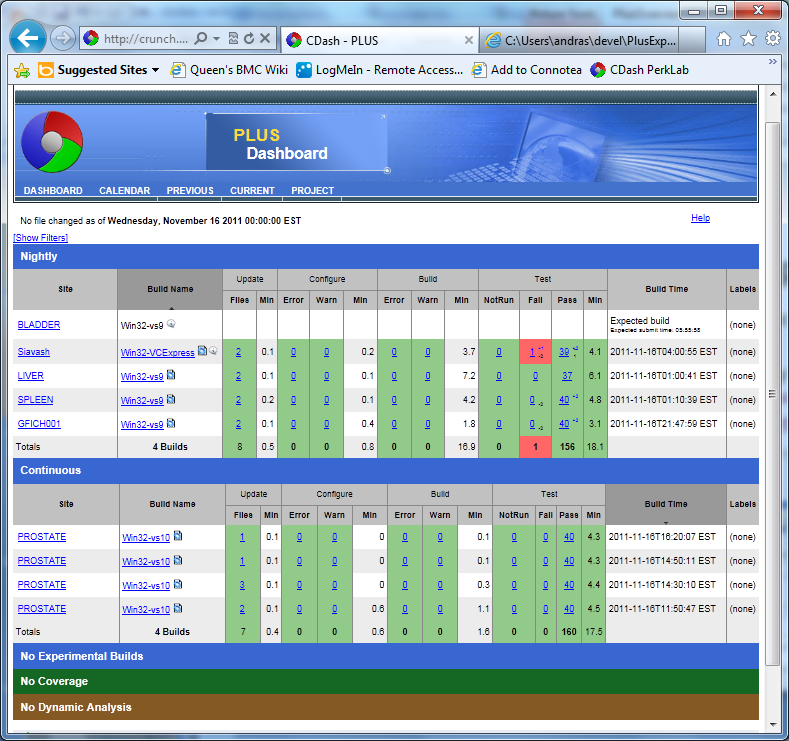 http://crunch....
CDash - PLUS
C:\Users\andras\devel\PlusExp...
Suggested Sites
Queen's BMC Wiki
LogMeIn - Remote Access...
Add to Connotea
CDash PerkLab
PLUS
Dashboard
DASHBOARD CALENDAR PREVIOUS CURRENT PROJECT
No file changed as of Wednesday, November 16 2011 00:00:00 EST
Help
[Show Filters]
Nightly
Site Build Name Update Configure Build Test Build Time Labels
Files Min Error Warn Min Error Warn Min NotRun Fail Pass Min
BLADDER Win32-vs9 Expected build (none)
Siavash Win32-VCExpress 2 0.1 0 0 0.2 0 0 3.7 0 1 39 4.1 2011-11-16T04:00:55 EST (none)
LIVER Win32-vs9 2 0.1 0 0 0.1 0 0 7.2 0 0 37 6.1 2011-11-16T01:00:41 EST (none)
SPLEEN Win32-vs9 2 0.2 0 0 0.1 0 0 4.2 0 0 40 4.8 2011-11-16T01:10:39 EST (none)
GFICH001 Win32-vs9 2 0.1 0 0 0.4 0 0 1.8 0 0 40 3.1 2011-11-16T21:47:59 EST (none)
Totals 4 Builds 8 0.5 0 0 0.8 0 0 16.9 0 1 156 18.1
Continuous
Site Build Name Update Configure Build Test Build Time Labels
Files Min Error Warn Min Error Warn Min NotRun Fail Pass Min
PROSTATE Win32-vs10 1 0.1 0 0 0 0 0 0.1 0 0 40 4.3 2011-11-16T16:20:07 EST (none)
PROSTATE Win32-vs10 1 0.1 0 0 0 0 0 0.1 0 0 40 4.3 2011-11-16T14:50:11 EST (none)
PROSTATE Win32-vs10 3 0.1 0 0 0 0 0 0.3 0 0 40 4.4 2011-11-16T14:30:10 EST (none)
PROSTATE Win32-vs10 2 0.1 0 0 0.6 0 0 1.1 0 0 40 4.5 2011-11-16T11:50:47 EST (none)
Totals 4 Builds 7 0.4 0 0 0.6 0 0 1.6 0 0 160 17.5
No Experimental Builds
No Coverage
No Dynamic Analysis